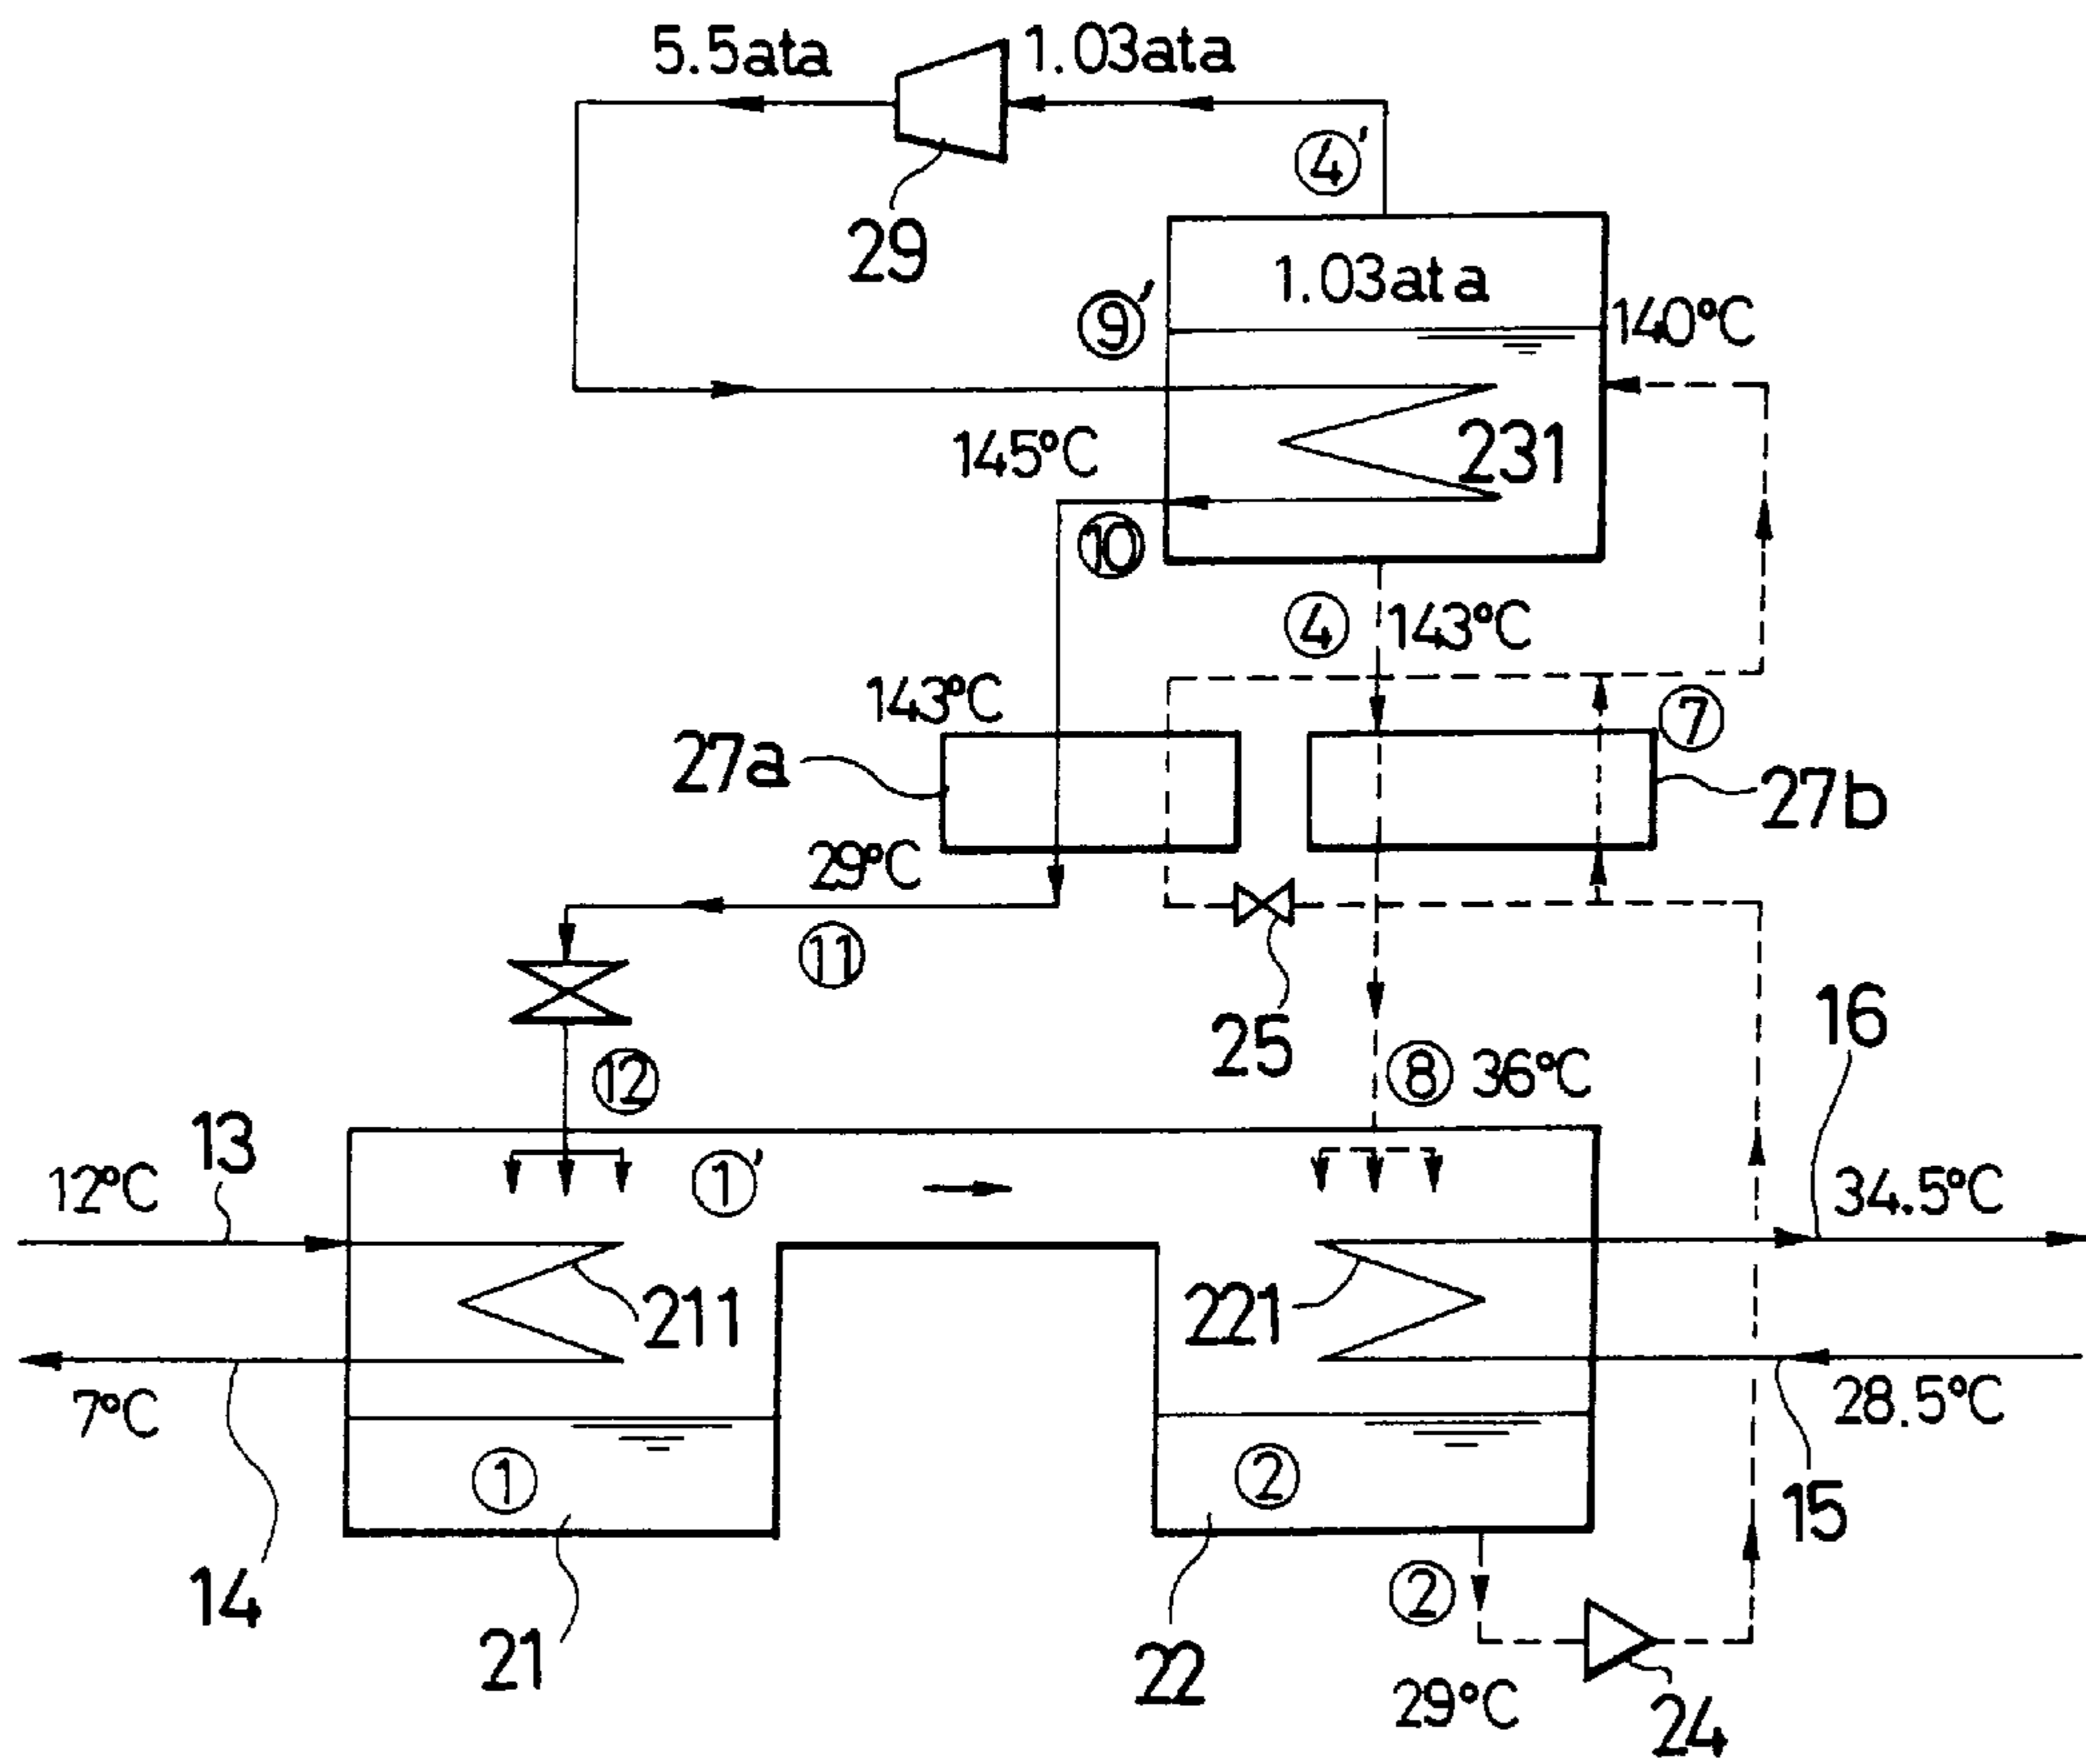 5.5ata 1.03ata
④'
29
1.03ata
⑨' 140°C
145°C 231
⑩
④ 143°C
143°C ⑦
27a 27b
29°C
⑪
25 16
⑫ ⑧ 36°C
13 ①'
12°C 34.5°C
211 221
7°C 28.5°C
① ② 15
14 ②
21 22
29°C 24